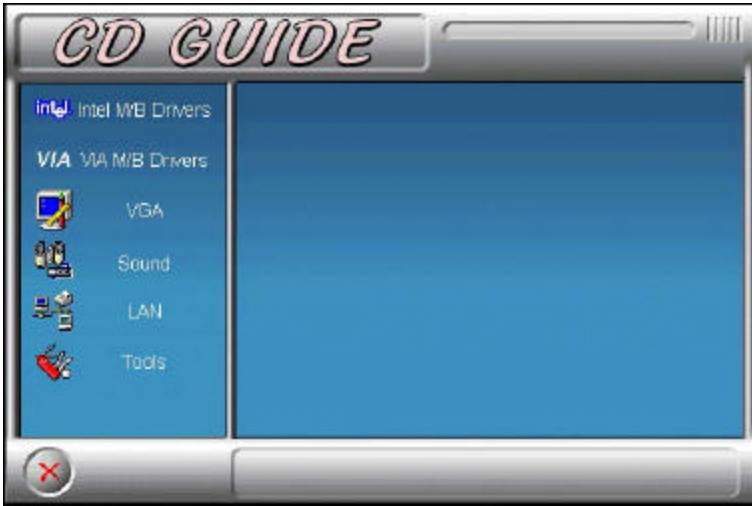 CD GUIDE
intel Intel M/B Drivers
VIA VIA M/B Drivers
VGA
Sound
LAN
Tools